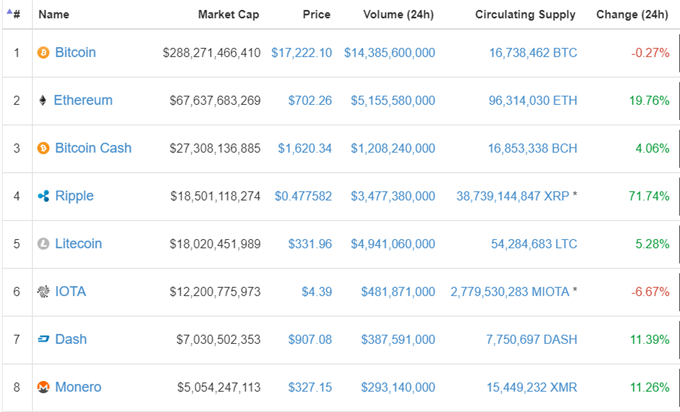 # Name Market Cap Price Volume (24h) Circulating Supply Change (24h)
1 Bitcoin $288,271,466,410 $17,222.10 $14,385,600,000 16,738,462 BTC -0.27%
2 Ethereum $67,637,683,269 $702.26 $5,155,580,000 96,314,030 ETH 19.76%
3 Bitcoin Cash $27,308,136,885 $1,620.34 $1,208,240,000 16,853,338 BCH 4.06%
4 Ripple $18,501,118,274 $0.477582 $3,477,380,000 38,739,144,847 XRP * 71.74%
5 Litecoin $18,020,451,989 $331.96 $4,941,060,000 54,284,683 LTC 5.28%
6 IOTA $12,200,775,973 $4.39 $481,871,000 2,779,530,283 MIOTA * -6.67%
7 Dash $7,030,502,353 $907.08 $387,591,000 7,750,697 DASH 11.39%
8 Monero $5,054,247,113 $327.15 $293,140,000 15,449,232 XMR 11.26%